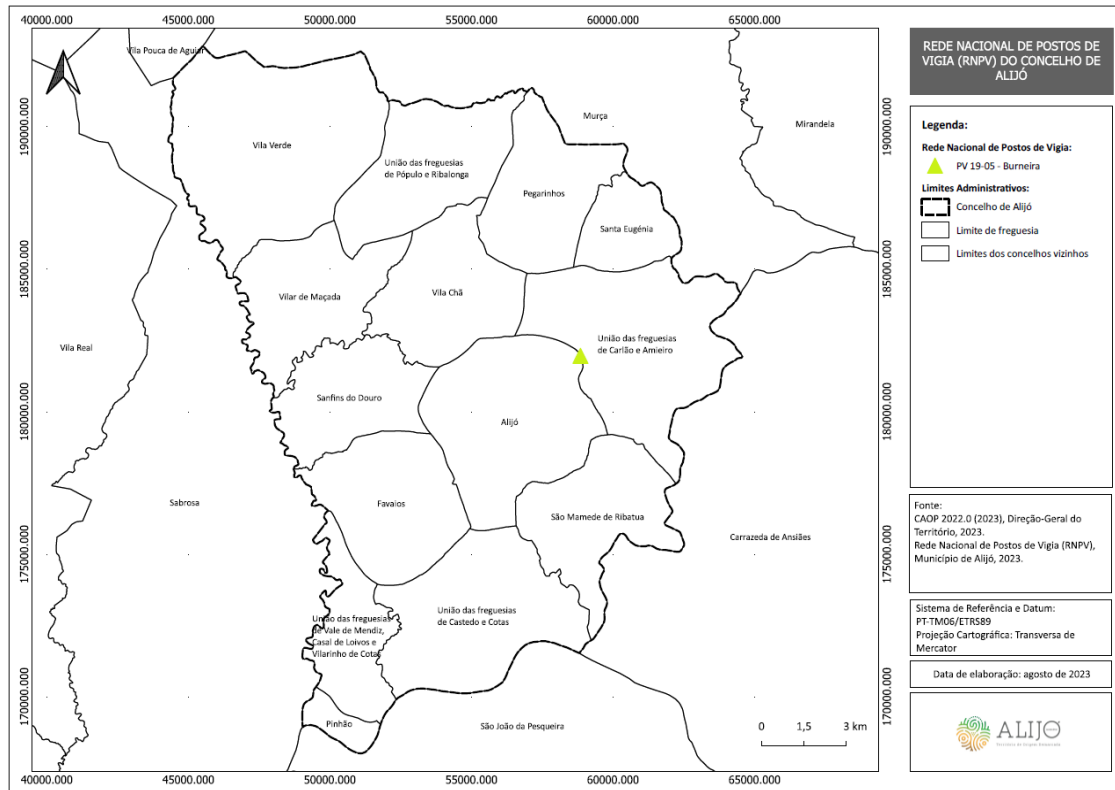 40000.000 45000.000 50000.000 55000.000 60000.000 65000.000
190000.000
185000.000
180000.000
175000.000
170000.000
190000.000
185000.000
180000.000
175000.000
170000.000
Vila Pouca de Aguiar
Murça
Mirandela
Vila Verde
União das freguesias
de Pópulo e Ribalonga
Pegarinhos
Santa Eugénia
Vilar de Maçada
Vila Chã
União das freguesias
de Carlão e Amieiro
Vila Real
Sanfins do Douro
Alijó
Sabrosa
Favaios
São Mamede de Ribatua
Carrazeda de Ansiães
União das freguesias
de Vale de Mendiz,
Casal de Loivos e
Vilarinho de Cotas
União das freguesias
de Castedo e Cotas
Pinhão
São João da Pesqueira
0 1,5 3 km
40000.000 45000.000 50000.000 55000.000 60000.000 65000.000
REDE NACIONAL DE POSTOS DE
VIGIA (RNPV) DO CONCELHO DE
ALIJÓ
Legenda:
Rede Nacional de Postos de Vigia:
PV 19-05 - Burneira
Limites Administrativos:
Concelho de Alijó
Limite de freguesia
Limites dos concelhos vizinhos
Fonte:
CAOP 2022.0 (2023), Direção-Geral do
Território, 2023.
Rede Nacional de Postos de Vigia (RNPV),
Município de Alijó, 2023.
Sistema de Referência e Datum:
PT-TM06/ETRS89
Projeção Cartográfica: Transversa de
Mercator
Data de elaboração: agosto de 2023
ALIJÓ